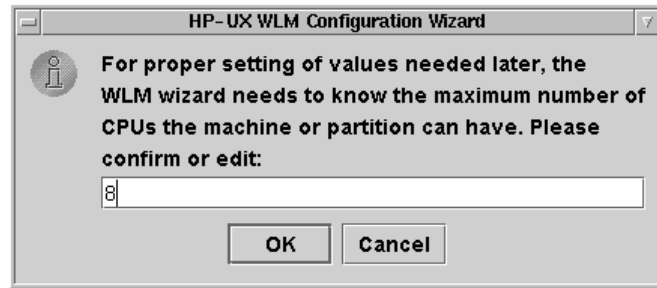 HP-UX WLM Configuration Wizard
For proper setting of values needed later, the
WLM wizard needs to know the maximum number of
CPUs the machine or partition can have. Please
confirm or edit:
8
OK Cancel